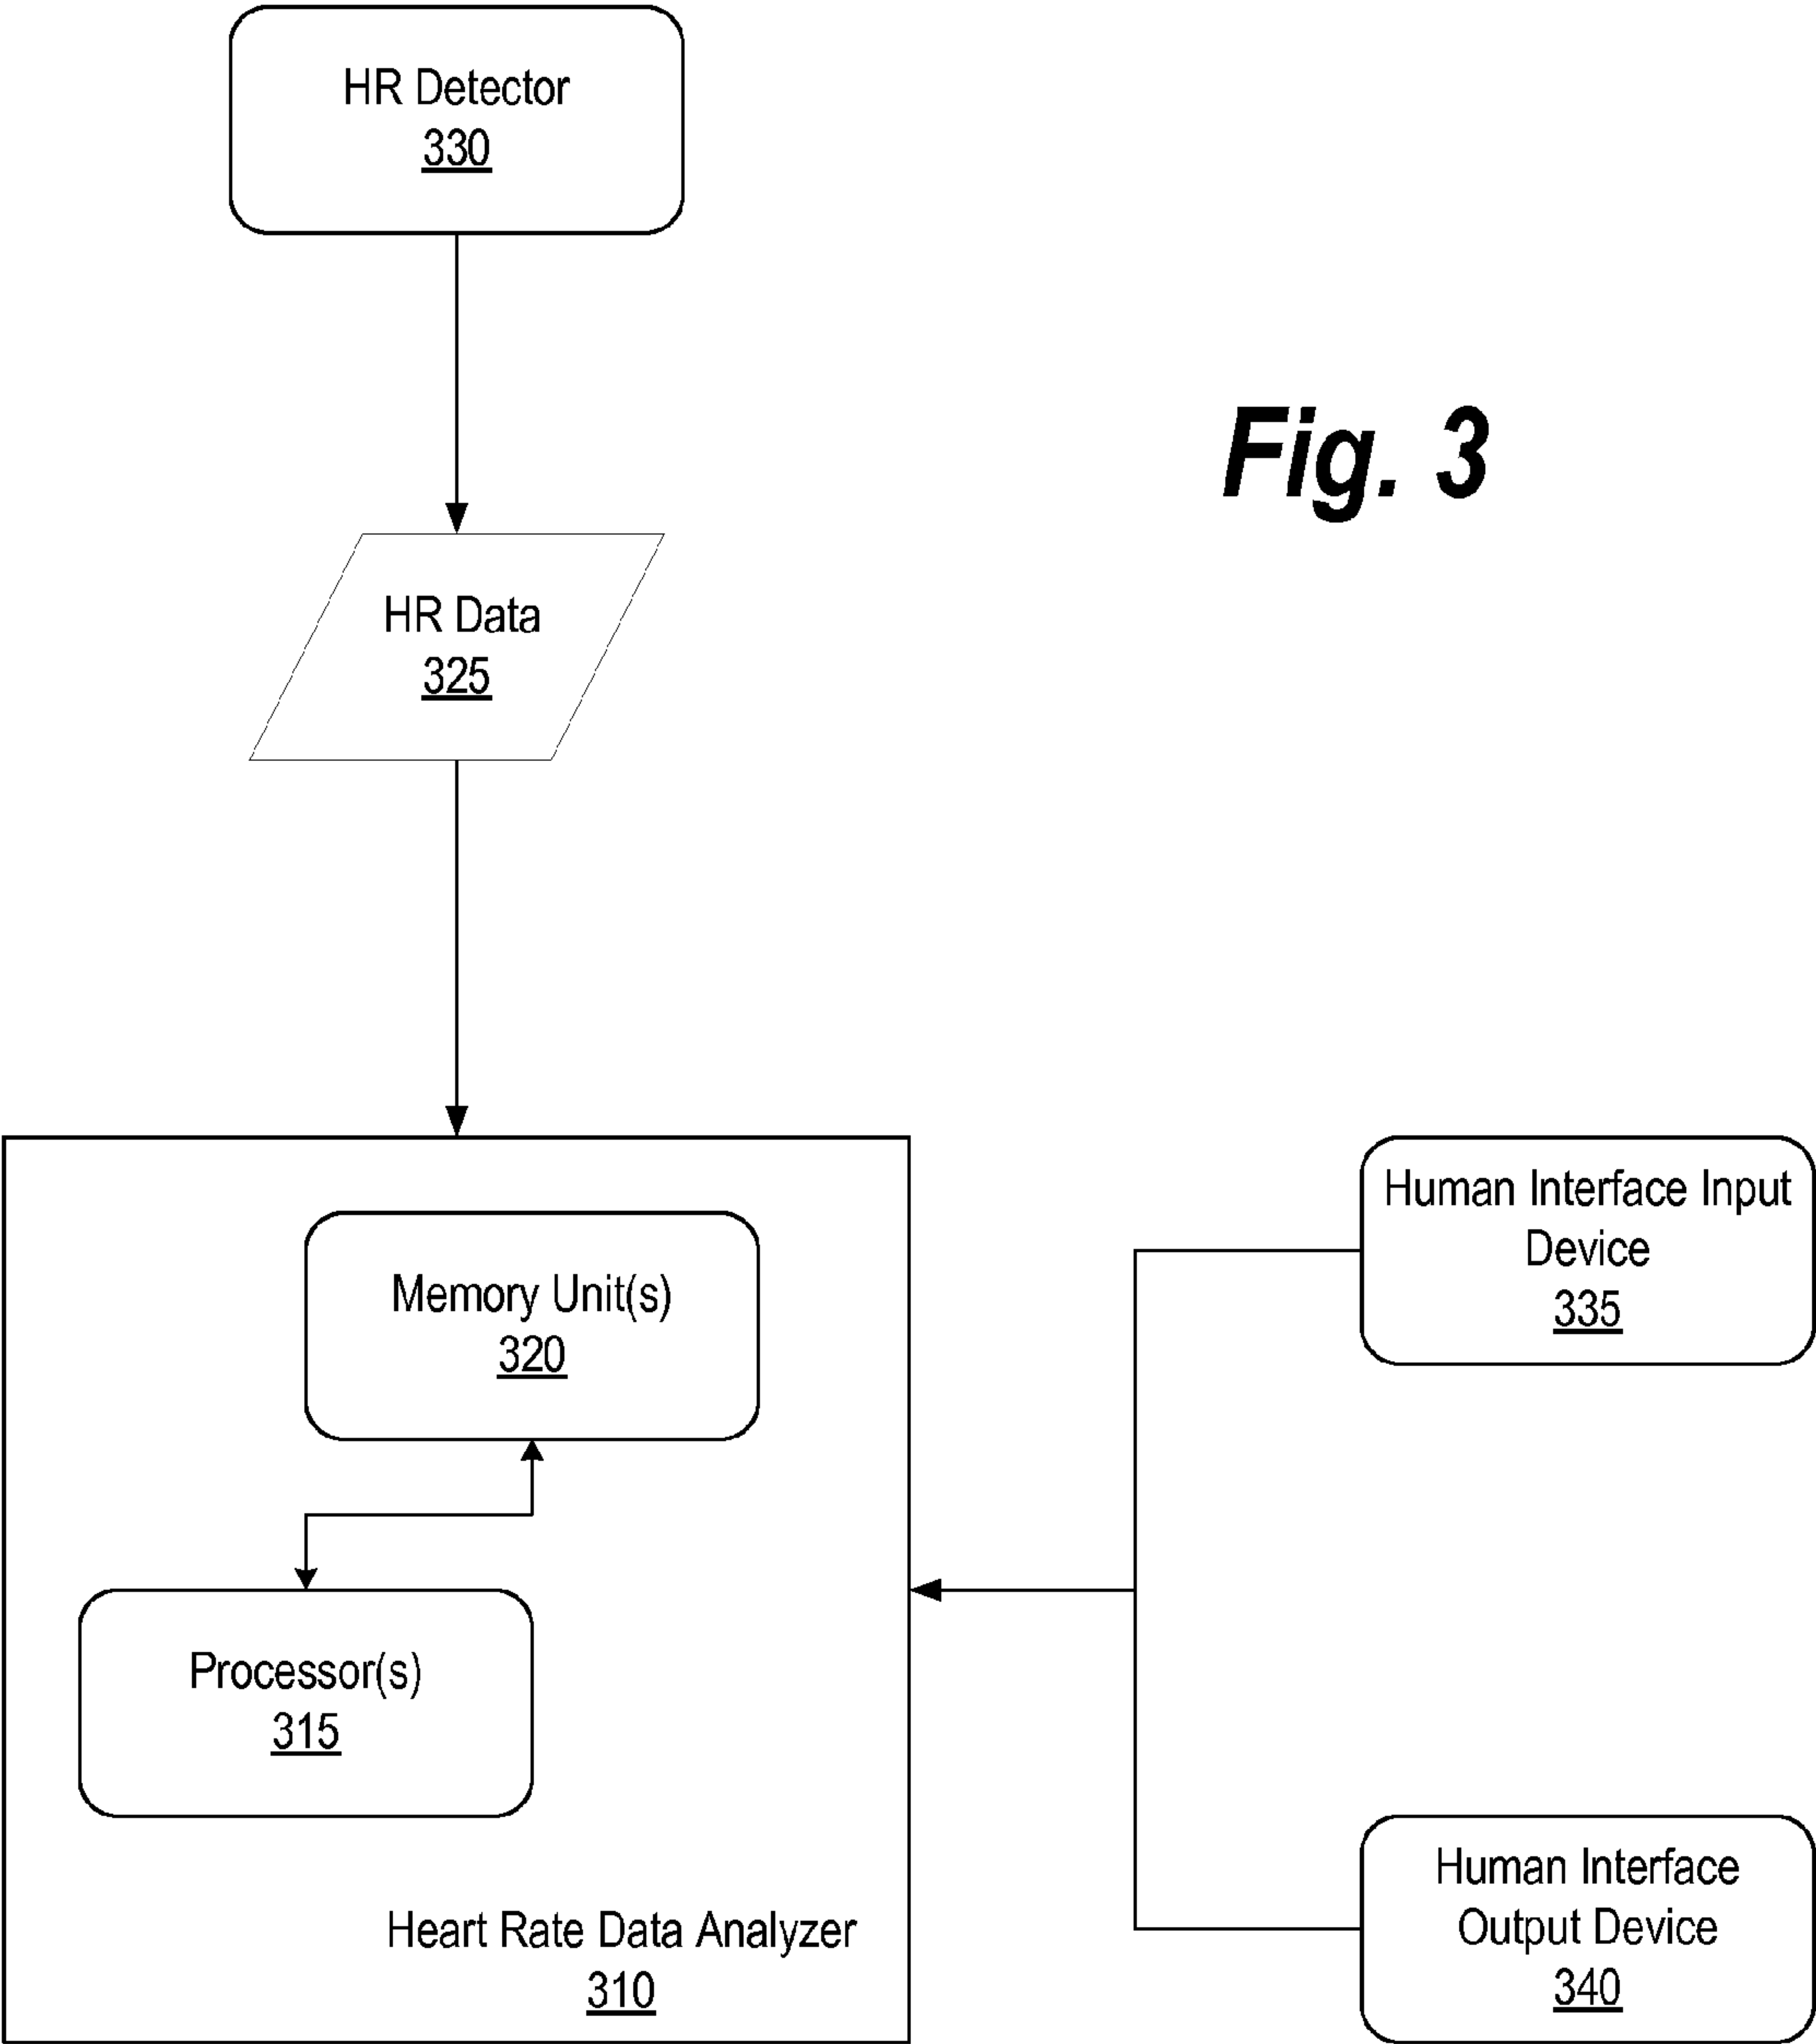 HR Detector
330
Fig. 3
HR Data
325
Human Interface Input
Device
335
Memory Unit(s)
320
Processor(s)
315
Heart Rate Data Analyzer
310
Human Interface
Output Device
340